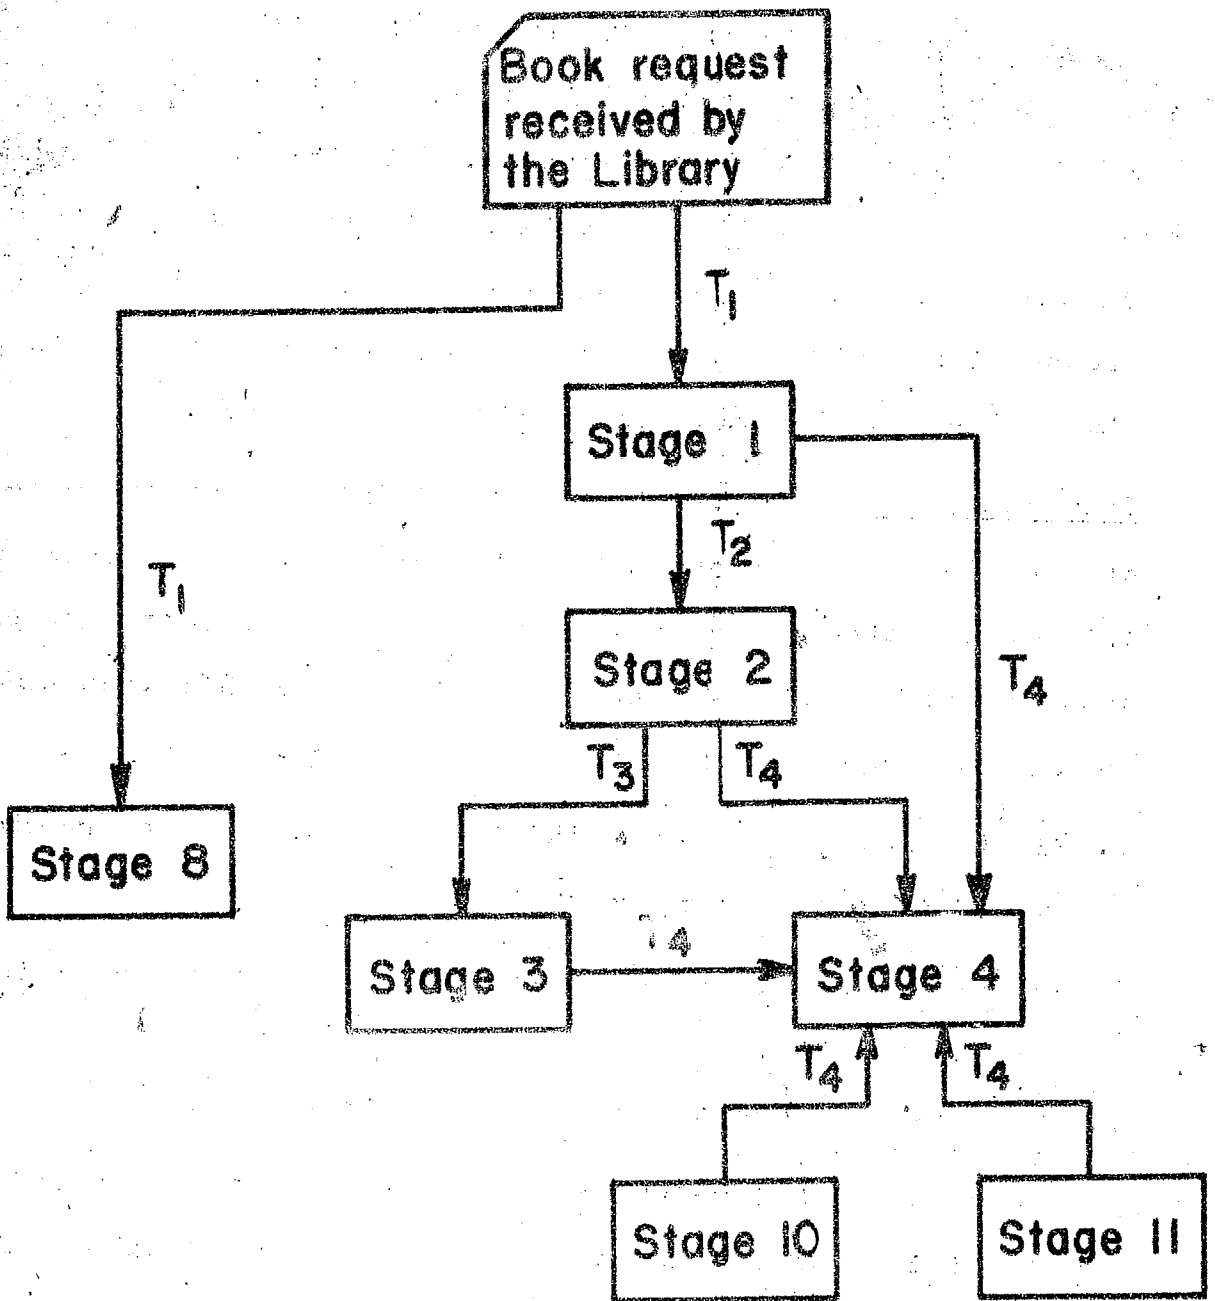 Book request
received by
the Library
T1
Stage 1
T2
T1
Stage 2
T4
T3
T4
Stage 8
T4
Stage 3
Stage 4
T4
T4
Stage 10
Stage 11